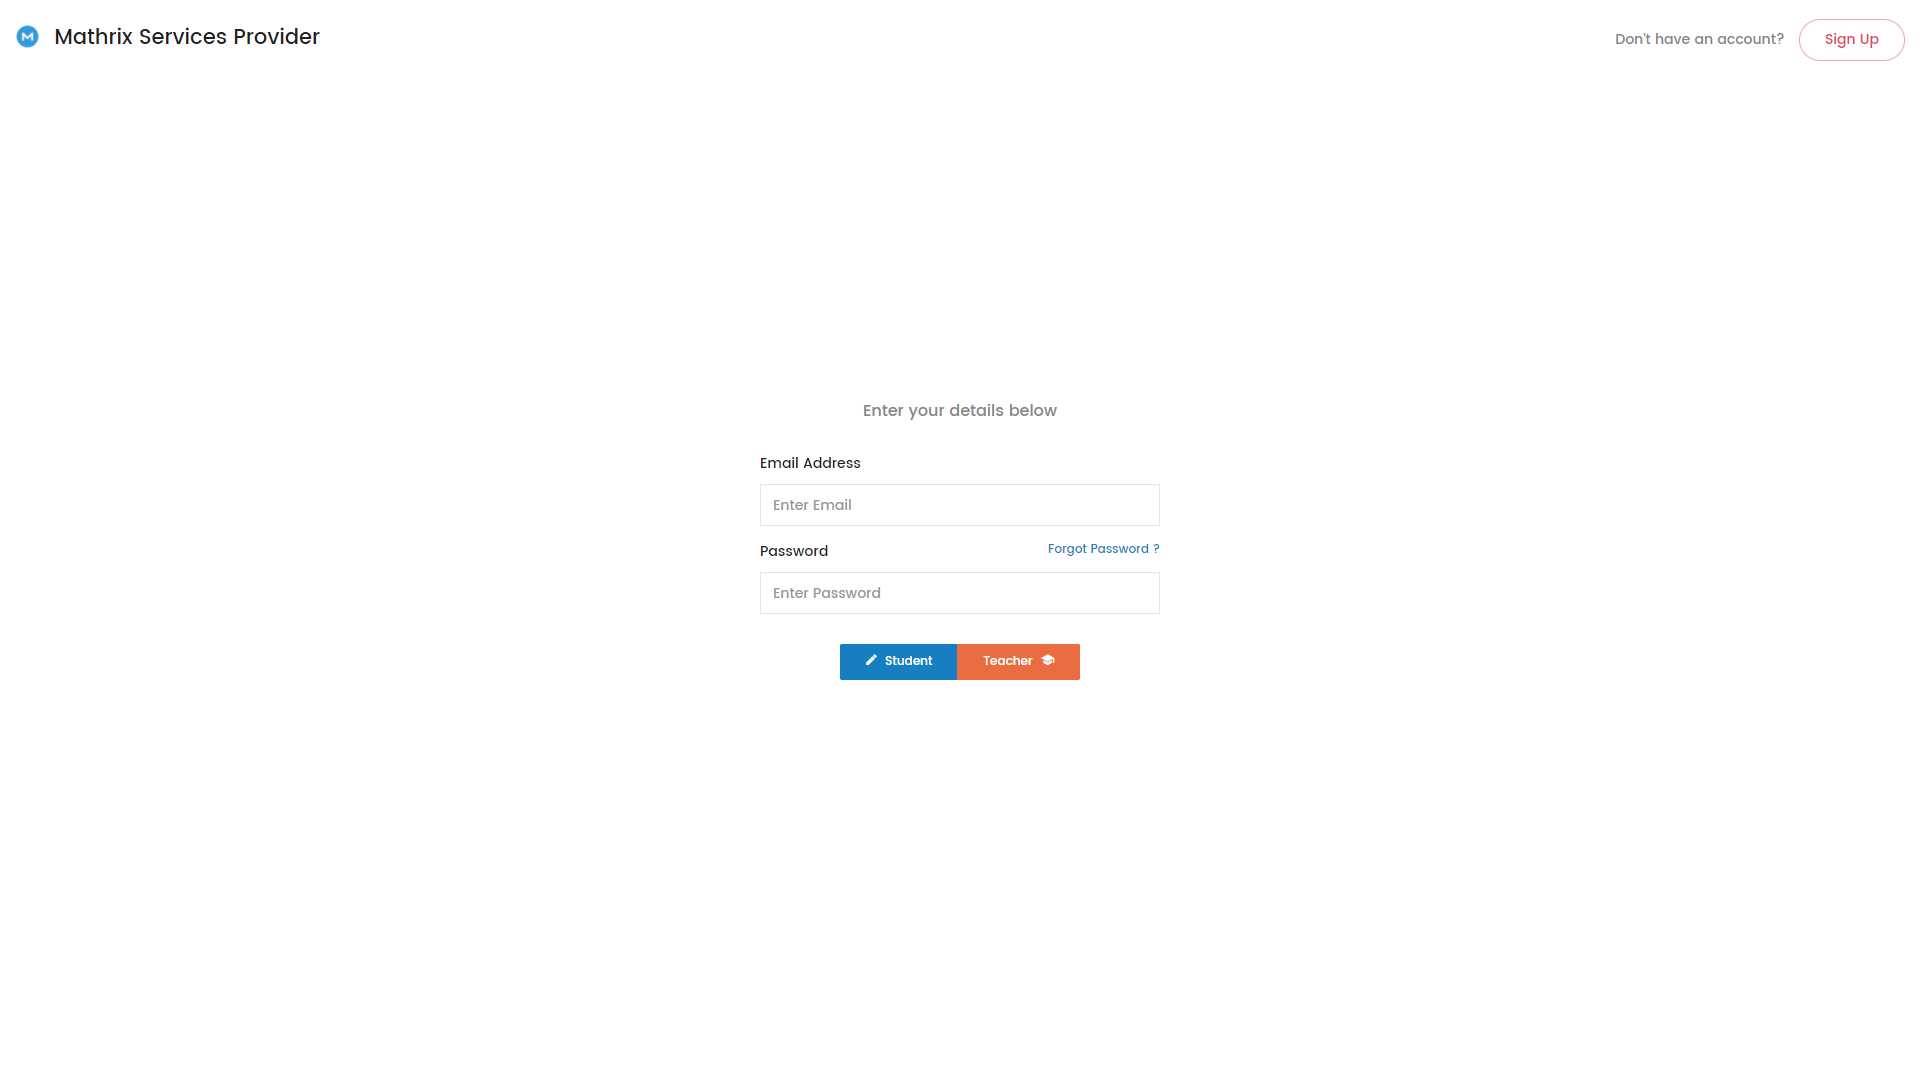 Mathrix Services Provider
Don't have an account?
Sign Up
Enter your details below
Email Address
Enter Email
Password
Forgot Password ?
Enter Password
Student
Teacher